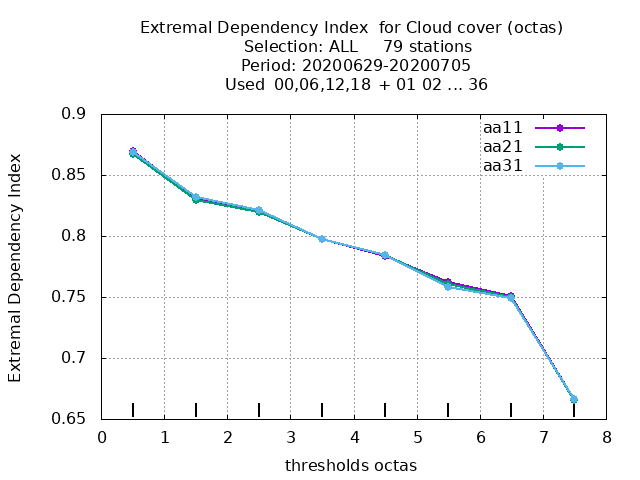 Extremal Dependency Index  for Cloud cover (octas)
Selection: ALL     79 stations
Period: 20200629-20200705
Used  00,06,12,18 + 01 02 ... 36
Extremal Dependency Index
0.9
0.85
0.8
0.75
0.7
0.65
aa11
aa21
aa31
0 1 2 3 4 5 6 7 8
thresholds octas